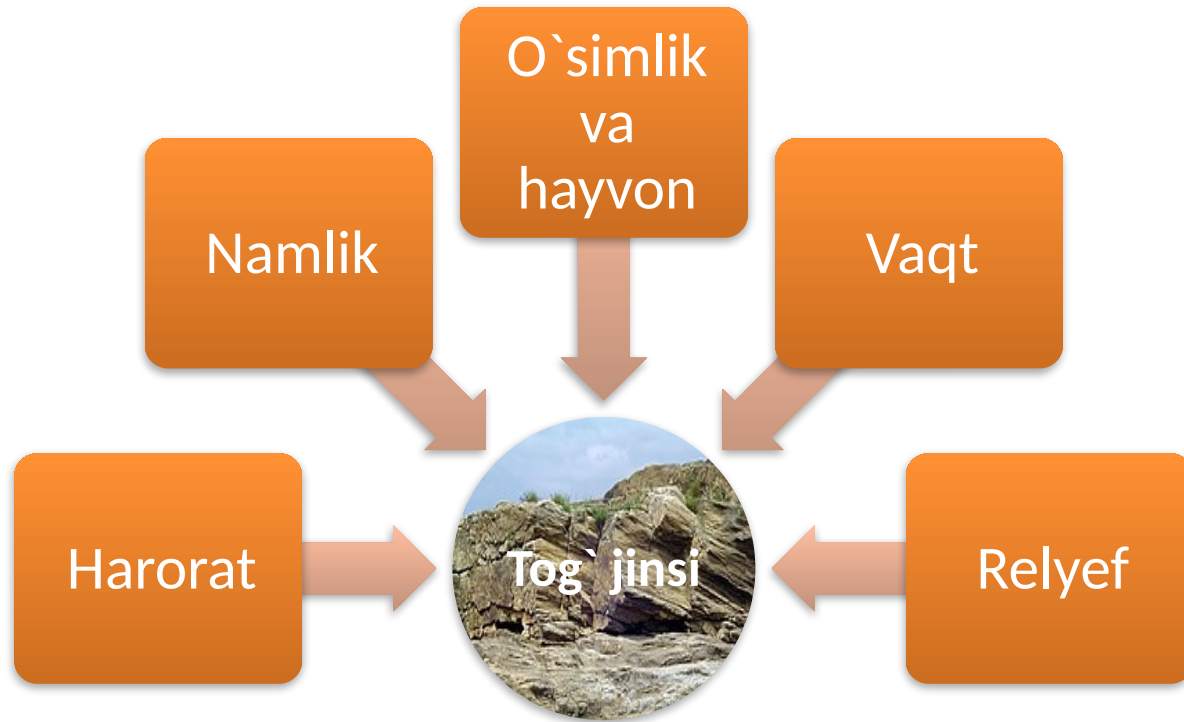 O`simlik
va
hayvon
Namlik
Vaqt
Harorat
Tog` jinsi
Relyef